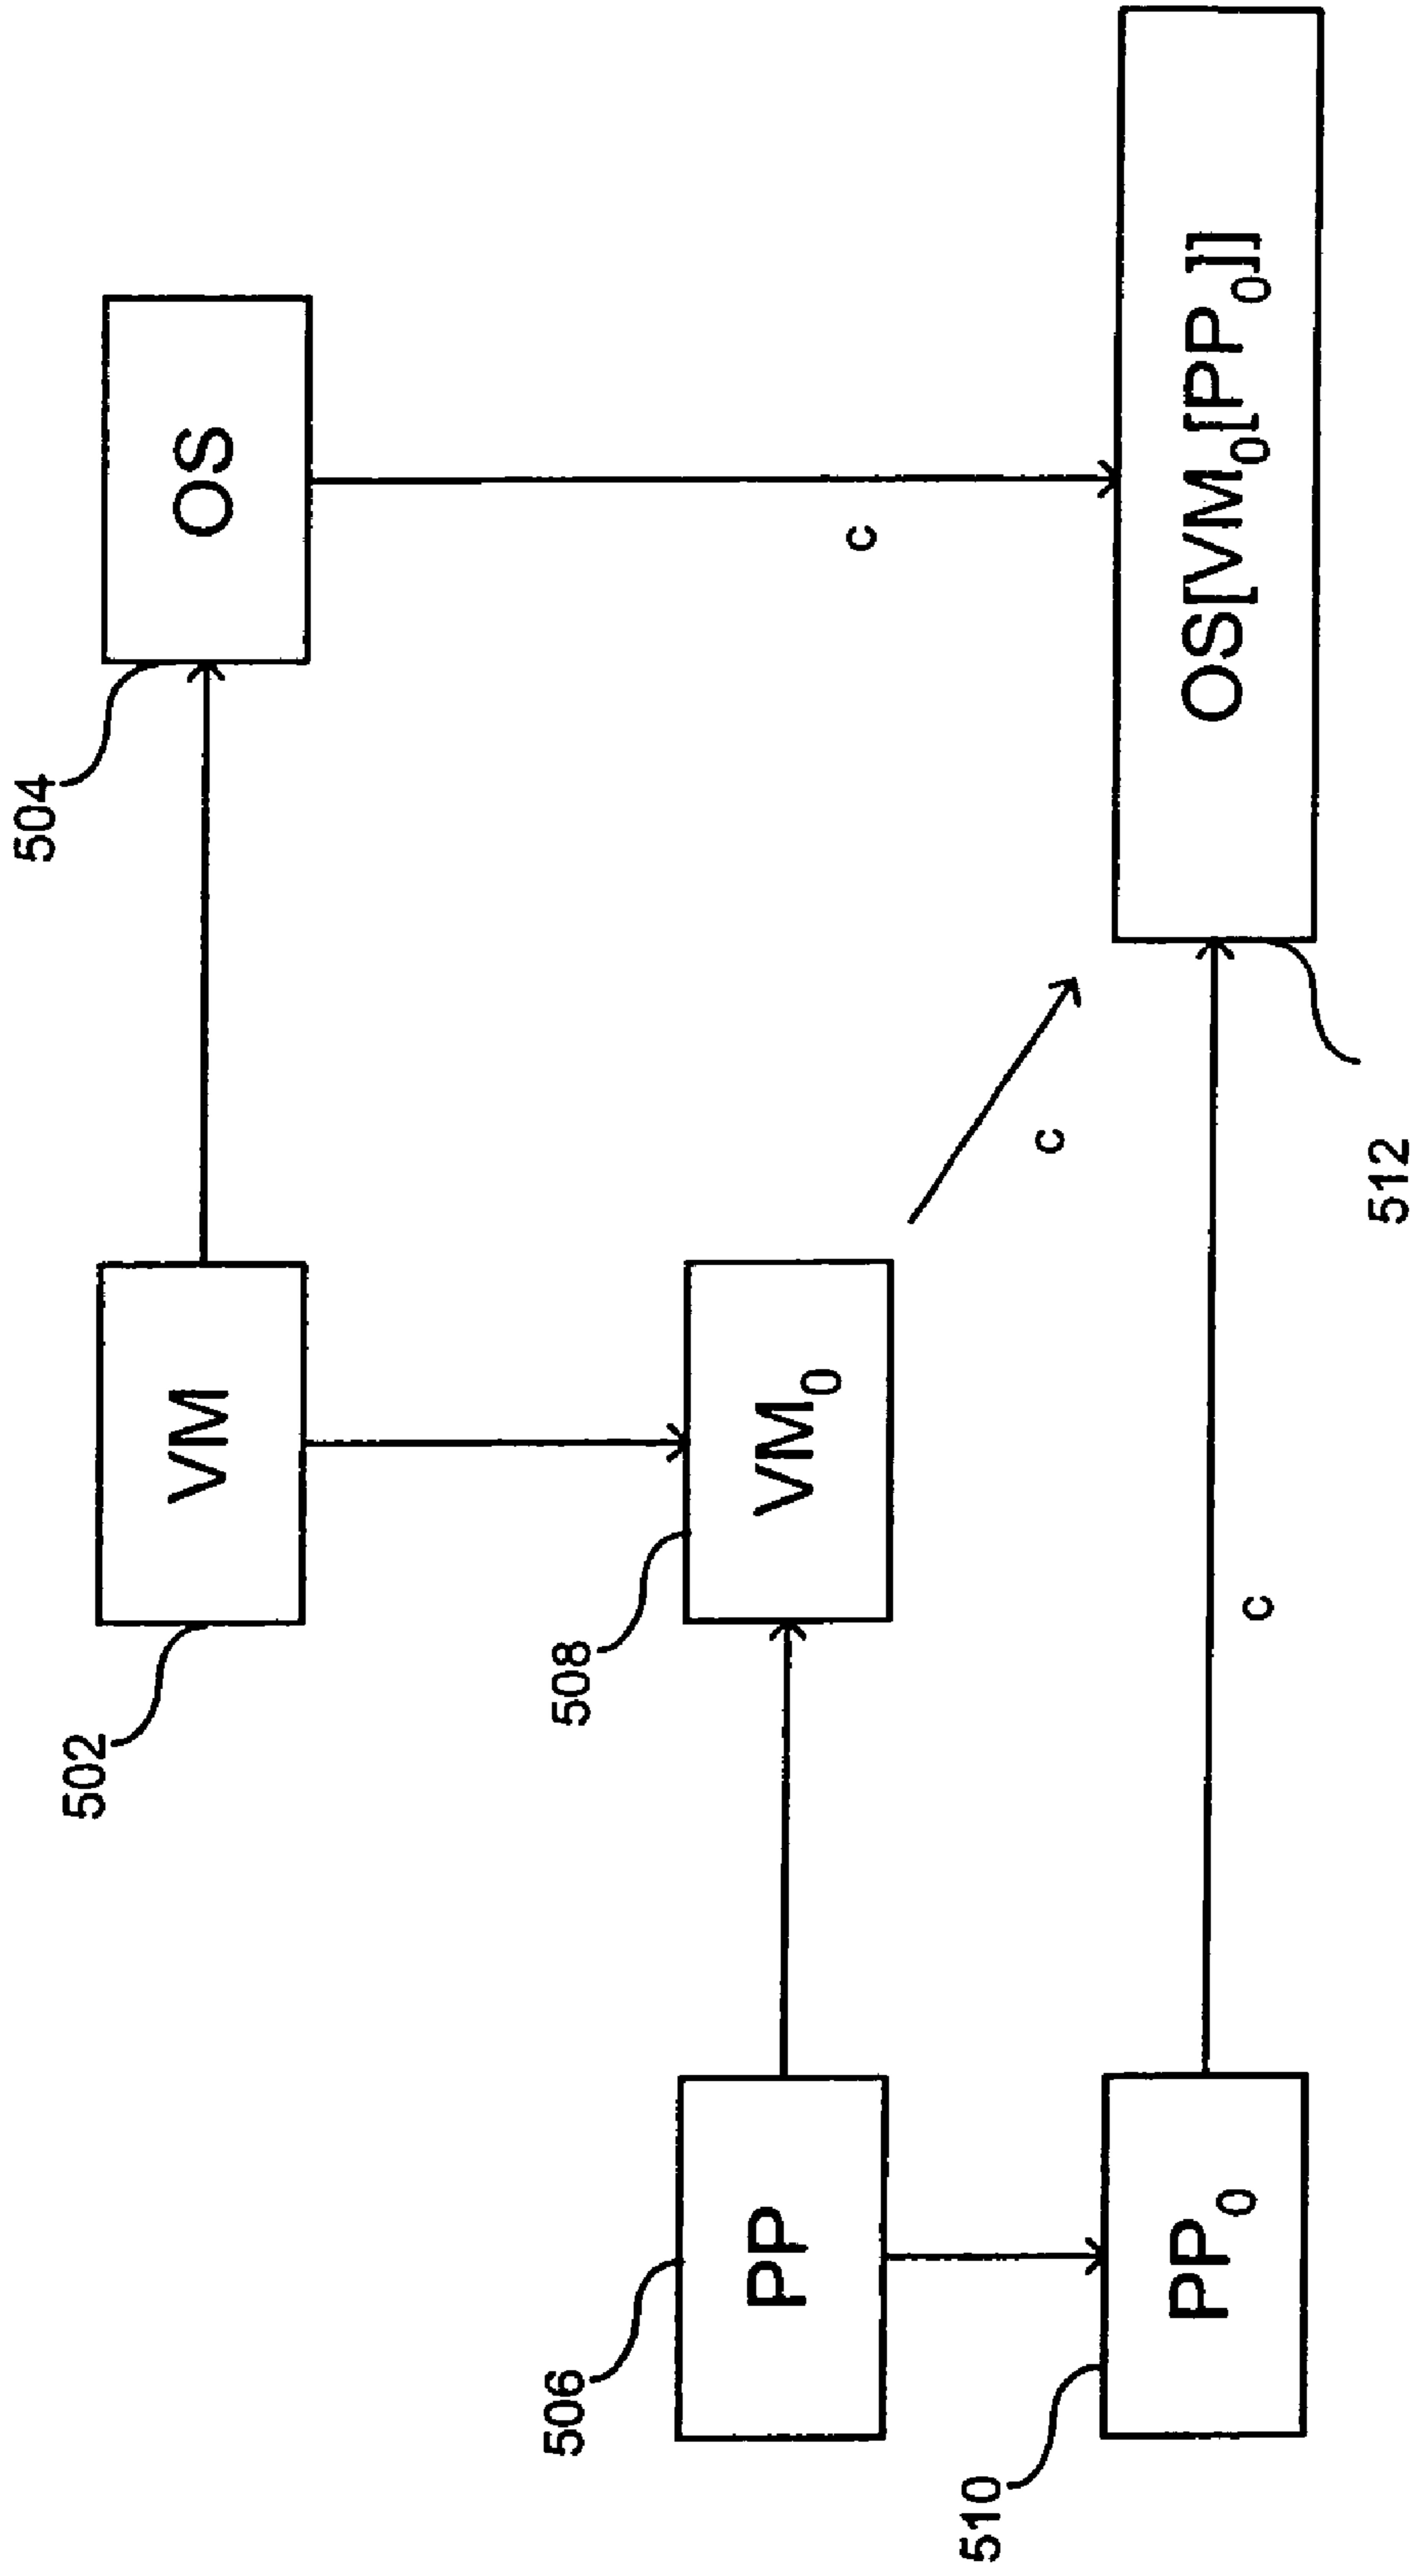 504
502
VM
OS
c
508
506
PP
VM₀
c
510
PP₀
c
OS[VM₀[PP₀]]
512